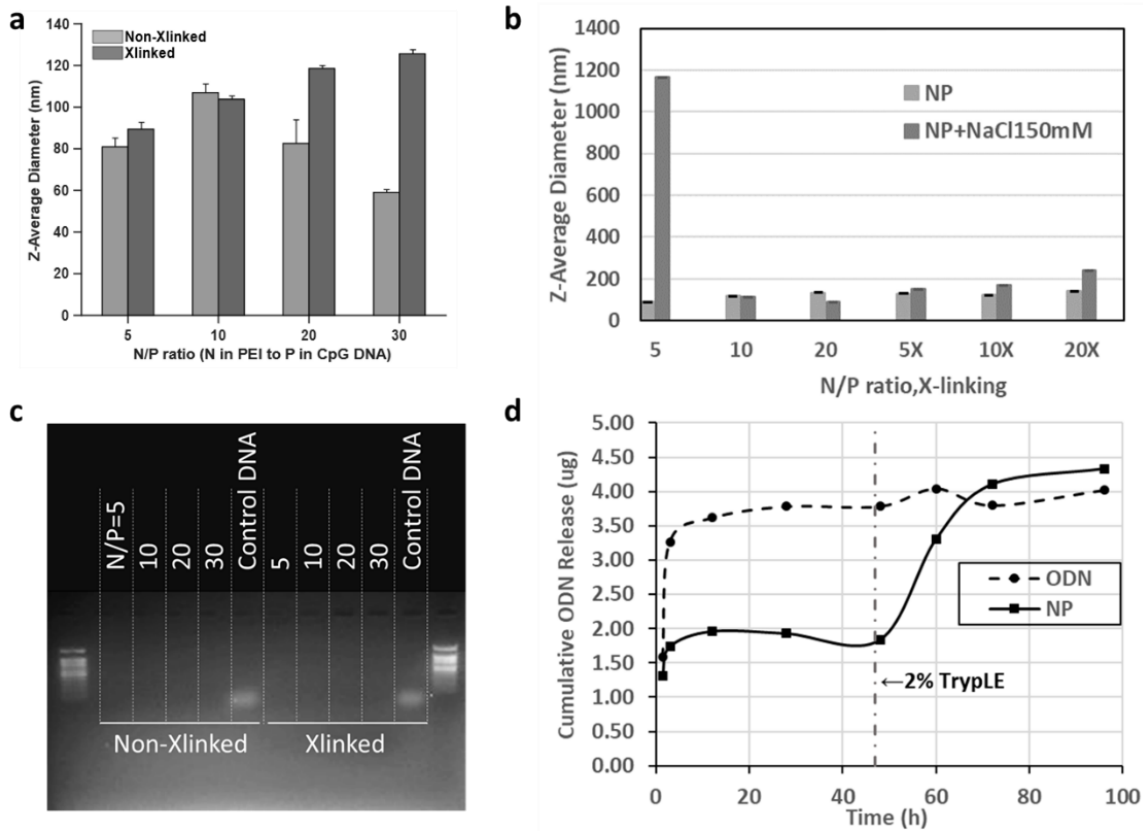 a
Non-Xlinked
Xlinked
Z-Average Diameter (nm)
140
120
100
80
60
40
20
0
5 10 20 30
N/P ratio (N in PEI to P in CpG DNA)
b
NP
NP+NaCl150mM
Z-Average Diameter (nm)
1400
1200
1000
800
600
400
200
0
5 10 20 5X 10X 20X
N/P ratio,X-linking
c
N/P=5
10
20
30
Control DNA
5
10
20
30
Control DNA
Non-Xlinked
Xlinked
d
Cumulative ODN Release (ug)
5.00
4.50
4.00
3.50
3.00
2.50
2.00
1.50
1.00
0.50
0.00
ODN
NP
←2% TrypLE
0 20 40 60 80 100
Time (h)